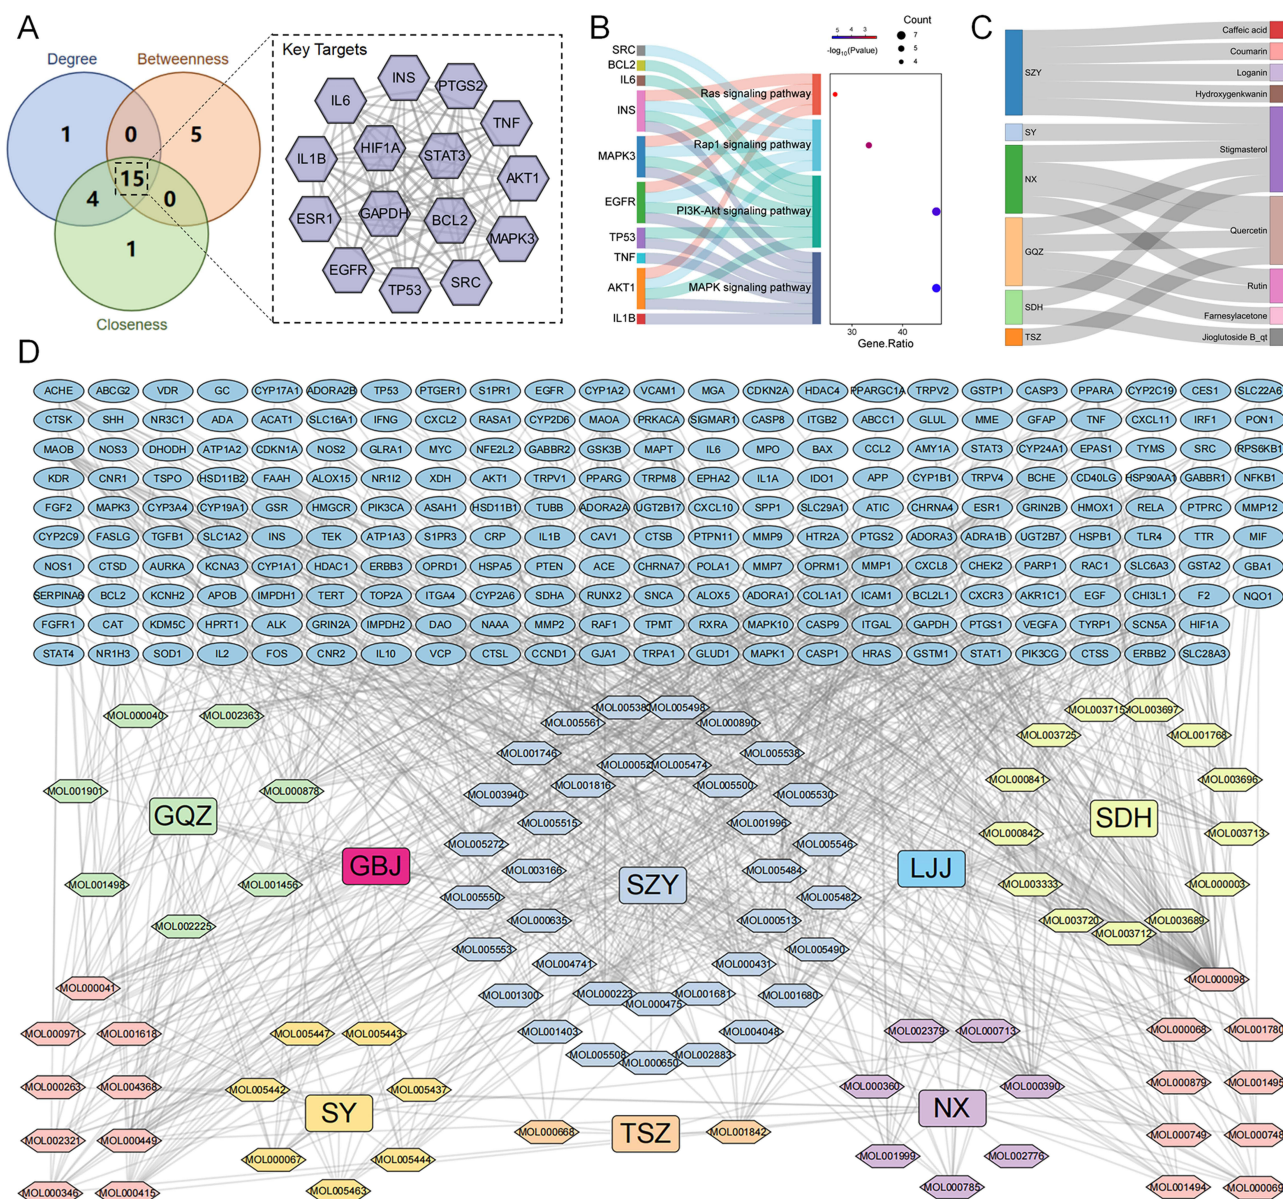 A
Degree
Betweenness
1
0
5
15
4
0
1
Closeness
Key Targets
INS
PTGS2
IL6
TNF
HIF1A
STAT3
IL1B
AKT1
ESR1
GAPDH
BCL2
MAPK3
EGFR
TP53
SRC
B
SRC
BCL2
IL6
INS
MAPK3
EGFR
TP53
TNF
AKT1
IL1B
Ras signaling pathway
Rap1 signaling pathway
PI3K-Akt signaling pathway
MAPK signaling pathway
5 4 3
-log10(Pvalue)
Count
7
5
4
30 40
Gene.Ratio
C
SZY
SY
NX
GQZ
SDH
TSZ
Caffeic acid
Coumarin
Loganin
Hydroxygenkwanin
Stigmasterol
Quercetin
Rutin
Farnesylacetone
Jioglutoside B_qt
D
ACHE ABCG2 VDR GC CYP17A1 ADORA2B TP53 PTGER1 S1PR1 EGFR CYP1A2 VCAM1 MGA CDKN2A HDAC4 PPARGC1A TRPV2 GSTP1 CASP3 PPARA CYP2C19 CES1 SLC22A6
CTSK SHH NR3C1 ADA ACAT1 SLC16A1 IFNG CXCL2 RASA1 CYP2D6 MAOA PRKACA SIGMAR1 CASP8 ITGB2 ABCC1 GLUL MME GFAP TNF CXCL11 IRF1 PON1
MAOB NOS3 DHODH ATP1A2 CDKN1A NOS2 GLRA1 MYC NFE2L2 GABBR2 GSK3B MAPT IL6 MPO BAX CCL2 AMY1A STAT3 CYP24A1 EPAS1 TYMS SRC RPS6KB1
KDR CNR1 TSPO HSD11B2 FAAH ALOX15 NR1I2 XDH AKT1 TRPV1 PPARG TRPM8 EPHA2 IL1A IDO1 APP CYP1B1 TRPV4 BCHE CD40LG HSP90AA1 GABBR1 NFKB1
FGF2 MAPK3 CYP3A4 CYP19A1 GSR HMGCR PIK3CA ASAH1 HSD11B1 TUBB ADORA2A UGT2B17 CXCL10 SPP1 SLC29A1 ATIC CHRNA4 ESR1 GRIN2B HMOX1 RELA PTPRC MMP12
CYP2C9 FASLG TGFB1 SLC1A2 INS TEK ATP1A3 S1PR3 CRP IL1B CAV1 CTSB PTPN11 MMP9 HTR2A PTGS2 ADORA3 ADRA1B UGT2B7 HSPB1 TLR4 TTR MIF
NOS1 CTSD AURKA KCNA3 CYP1A1 HDAC1 ERBB3 OPRD1 HSPA5 PTEN ACE CHRNA7 POLA1 MMP7 OPRM1 MMP1 CXCL8 CHEK2 PARP1 RAC1 SLC6A3 GSTA2 GBA1
SERPINA6 BCL2 KCNH2 APOB IMPDH1 TERT TOP2A ITGA4 CYP2A6 SDHA RUNX2 SNCA ALOX5 ADORA1 COL1A1 ICAM1 BCL2L1 CXCR3 AKR1C1 EGF CHI3L1 F2 NQO1
FGFR1 CAT KDM5C HPRT1 ALK GRIN2A IMPDH2 DAO NAAA MMP2 RAF1 TPMT RXRA MAPK10 CASP9 ITGAL GAPDH PTGS1 VEGFA TYRP1 SCN5A HIF1A
STAT4 NR1H3 SOD1 IL2 FOS CNR2 IL10 VCP CTSL CCND1 GJA1 TRPA1 GLUD1 MAPK1 CASP1 HRAS GSTM1 STAT1 PIK3CG CTSS ERBB2 SLC28A3
MOL000040 MOL002363
MOL001901 MOL000878
GQZ
MOL001498 MOL001456
MOL002225
GBJ
MOL005498
MOL005561 MOL000890
MOL001746 MOL005538
MOL005474
MOL001816 MOL005500
MOL003940 MOL005530
MOL005515 MOL001996
MOL005272 MOL005546
MOL003166 MOL005484
SZY
MOL005550 MOL005482
MOL000635 MOL000513
MOL005553 MOL005490
MOL004741 MOL000431
MOL001300 MOL000223 MOL000475 MOL001681 MOL001680
MOL001403 MOL004048
MOL005508 MOL000650 MOL002883
LJJ
MOL003715 MOL003697
MOL003725 MOL001768
MOL000841 MOL003696
SDH
MOL000842 MOL003713
MOL003333 MOL000003
MOL003720 MOL003712 MOL003689
MOL000098
MOL000041
MOL000971 MOL001618
MOL000263 MOL004368
MOL002321 MOL000449
MOL000346 MOL000415
MOL005447 MOL005443
MOL005442 MOL005437
SY
MOL000067 MOL005444
MOL005463
MOL000668 TSZ MOL001842
MOL002379 MOL000713
MOL000360 MOL000390
NX
MOL001999 MOL002776
MOL000785
MOL000068 MOL001780
MOL000879 MOL001495
MOL000749 MOL000748
MOL001494 MOL000069